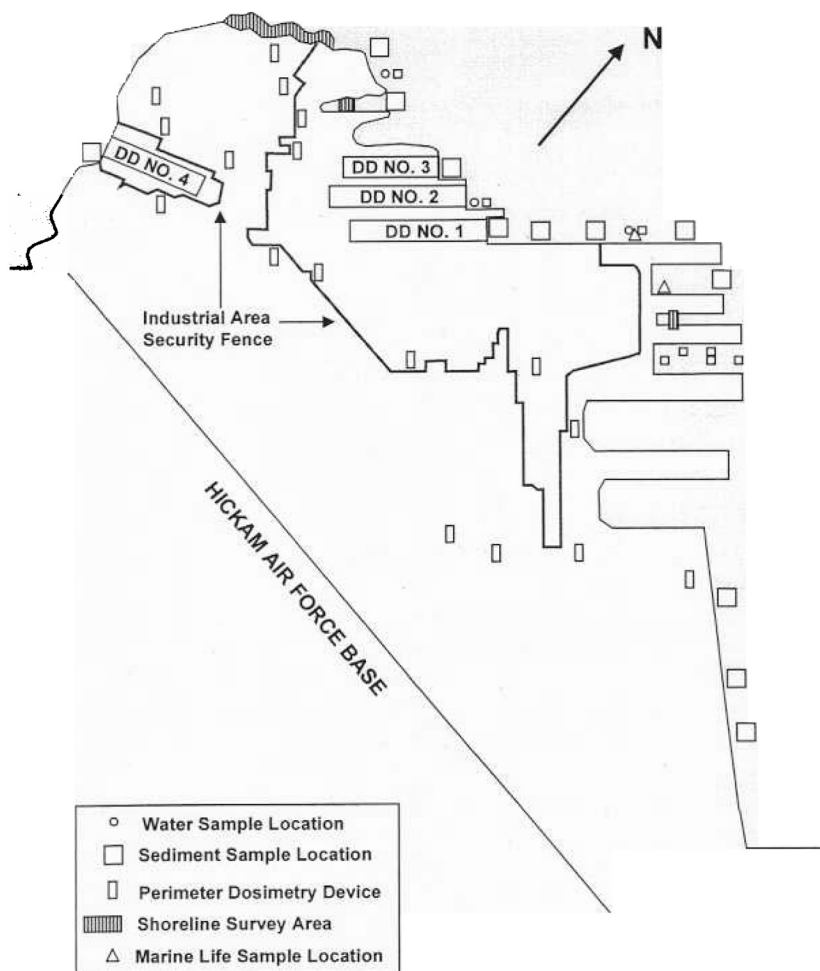 N
DD NO. 3
DD NO. 4
DD NO. 2
DD NO. 1
Industrial Area
Security Fence
HICKAM AIR FORCE BASE
Water Sample Location
Sediment Sample Location
Perimeter Dosimetry Device
Shoreline Survey Area
Marine Life Sample Location